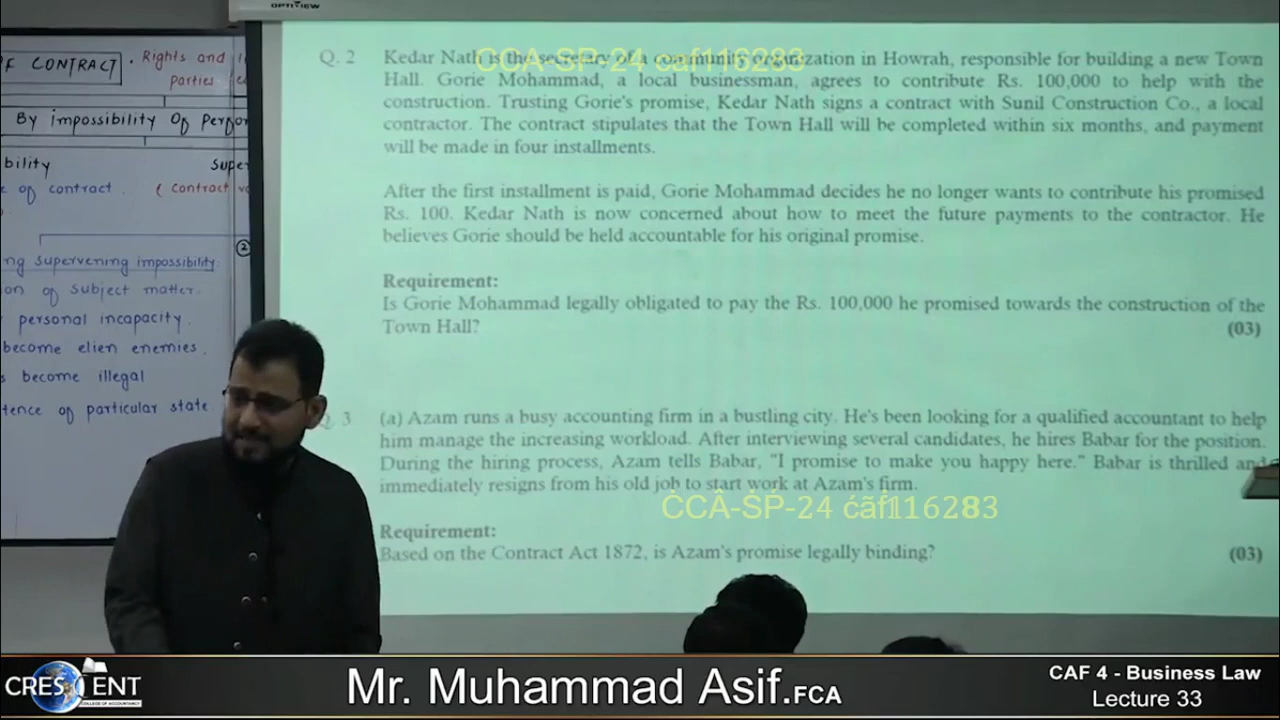 OPTIVIEW
OF CONTRACT
Rights and
parties
By impossibility Of Perfor
bility
Supe
e of contract.
( Contract
ng supervening impossibility:
②
on of subject matter.
personal incapacity.
become elien enemies.
s become illegal
tence of particular state
Q. 2 Kedar Nath is the secretary of a community organization in Howrah, responsible for building a new Town
Hall. Gorie Mohammad, a local businessman, agrees to contribute Rs. 100,000 to help with the
construction. Trusting Gorie's promise, Kedar Nath signs a contract with Sunil Construction Co., a local
contractor. The contract stipulates that the Town Hall will be completed within six months, and payment
will be made in four installments.
After the first installment is paid, Gorie Mohammad decides he no longer wants to contribute his promised
Rs. 100. Kedar Nath is now concerned about how to meet the future payments to the contractor. He
believes Gorie should be held accountable for his original promise.
Requirement:
Is Gorie Mohammad legally obligated to pay the Rs. 100,000 he promised towards the construction of the
Town Hall? (03)
3 (a) Azam runs a busy accounting firm in a bustling city. He's been looking for a qualified accountant to help
him manage the increasing workload. After interviewing several candidates, he hires Babar for the position.
During the hiring process, Azam tells Babar, "I promise to make you happy here." Babar is thrilled and
immediately resigns from his old job to start work at Azam's firm.
Requirement:
Based on the Contract Act 1872, is Azam's promise legally binding? (03)
CCA-SP-24 caf116283
ĊCÂ-ṠṖ-24 ćãf116283
CRESCENT
COLLEGE OF ACCOUNTANCY
Mr. Muhammad Asif.FCA
CAF 4 - Business Law
Lecture 33